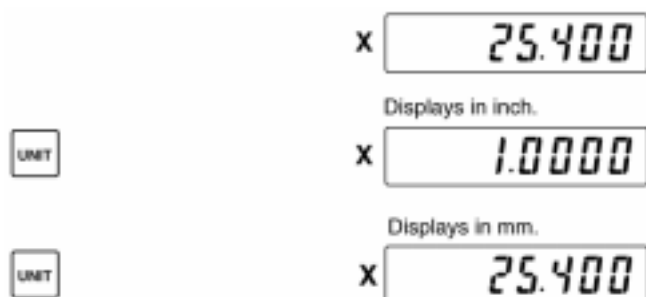 X 25.400
Displays in inch.
UNIT X 1.0000
Displays in mm.
UNIT X 25.400